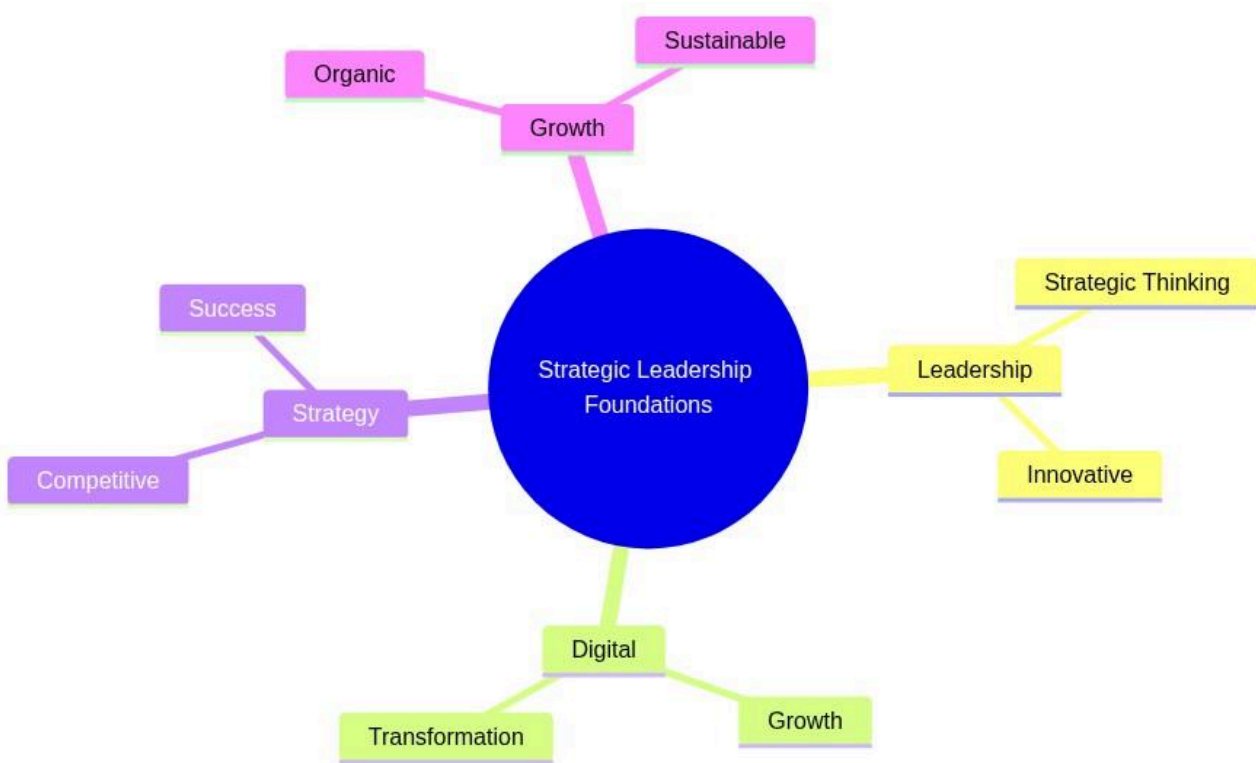 Sustainable
Organic
Growth
Strategic Thinking
Success
Strategic Leadership
Foundations
Leadership
Strategy
Innovative
Competitive
Digital
Growth
Transformation